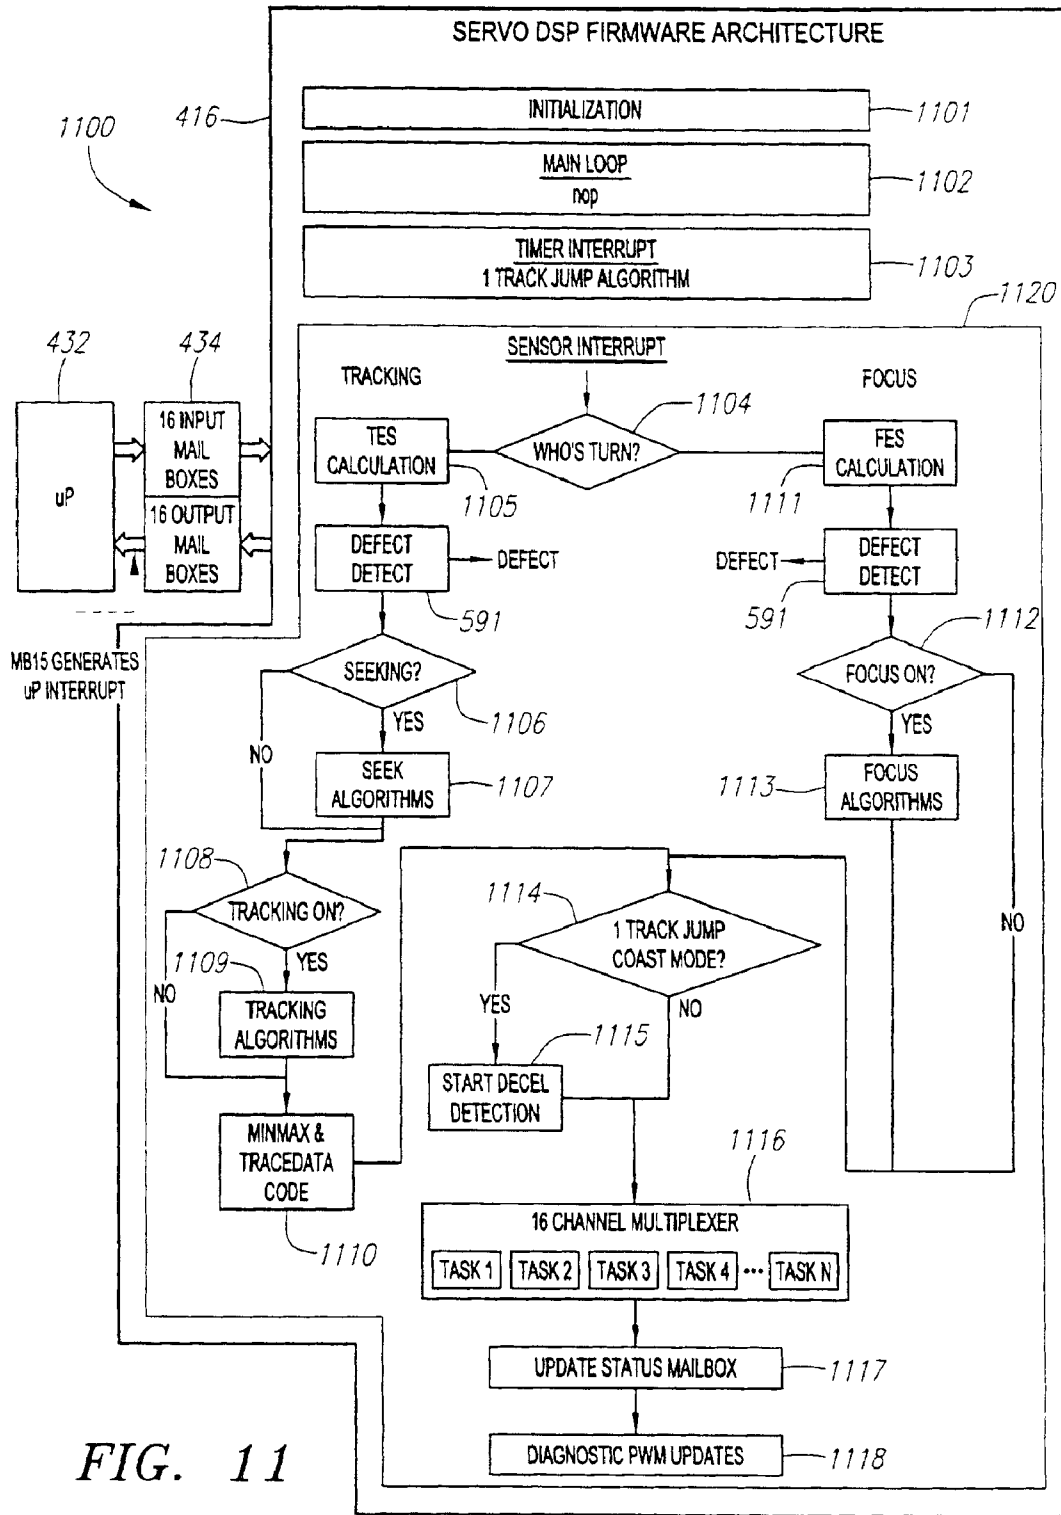 SERVO DSP FIRMWARE ARCHITECTURE
1100
416
INITIALIZATION
1101
MAIN LOOP
nop
1102
TIMER INTERRUPT
1 TRACK JUMP ALGORITHM
1103
1120
432
434
16 INPUT
MAIL
BOXES
uP
16 OUTPUT
MAIL
BOXES
MB15 GENERATES
uP INTERRUPT
SENSOR INTERRUPT
TRACKING
FOCUS
1104
WHO'S TURN?
TES
CALCULATION
1105
FES
CALCULATION
1111
DEFECT
DETECT
DEFECT
591
DEFECT
DEFECT
DETECT
591
1112
SEEKING?
1106
YES
NO
FOCUS ON?
YES
NO
SEEK
ALGORITHMS
1107
1113
FOCUS
ALGORITHMS
1108
TRACKING ON?
YES
NO
1109
TRACKING
ALGORITHMS
MINMAX &
TRACEDATA
CODE
1110
1114
1 TRACK JUMP
COAST MODE?
YES
NO
1115
START DECEL
DETECTION
1116
16 CHANNEL MULTIPLEXER
TASK 1 TASK 2 TASK 3 TASK 4 ••• TASK N
UPDATE STATUS MAILBOX
1117
DIAGNOSTIC PWM UPDATES
1118
FIG. 11